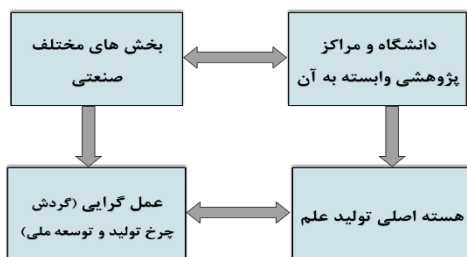 دانشگاه و مراکز
پژوهشی وابسته به آن
بخش های مختلف
صنعتی
هسته اصلی تولید علم
عمل گرایی (گردش
چرخ تولید و توسعه ملی)